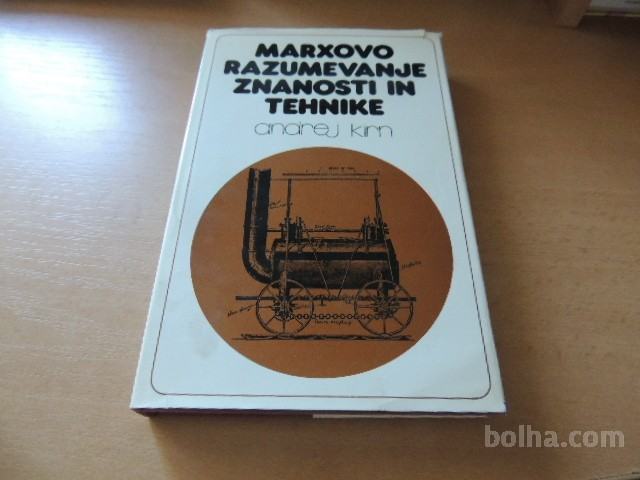 MARXOVO
RAZUMEVANJE
ZNANOSTI IN
TEHNIKE
andrej kirn
bolha.com